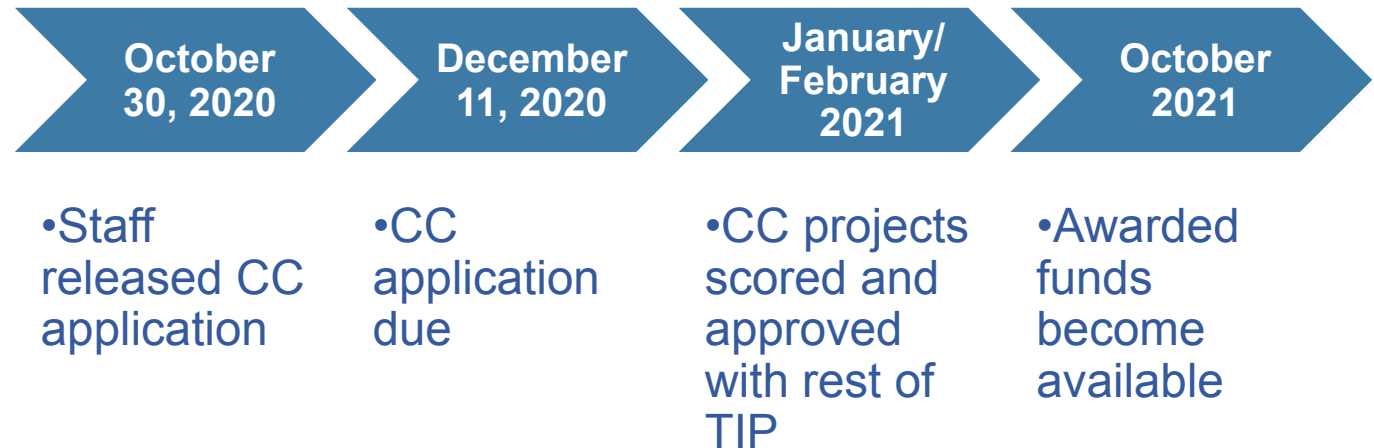 October
30, 2020
December
11, 2020
January/
February
2021
October
2021
•Staff
released CC
application
•CC
application
due
•CC projects
scored and
approved
with rest of
TIP
•Awarded
funds
become
available